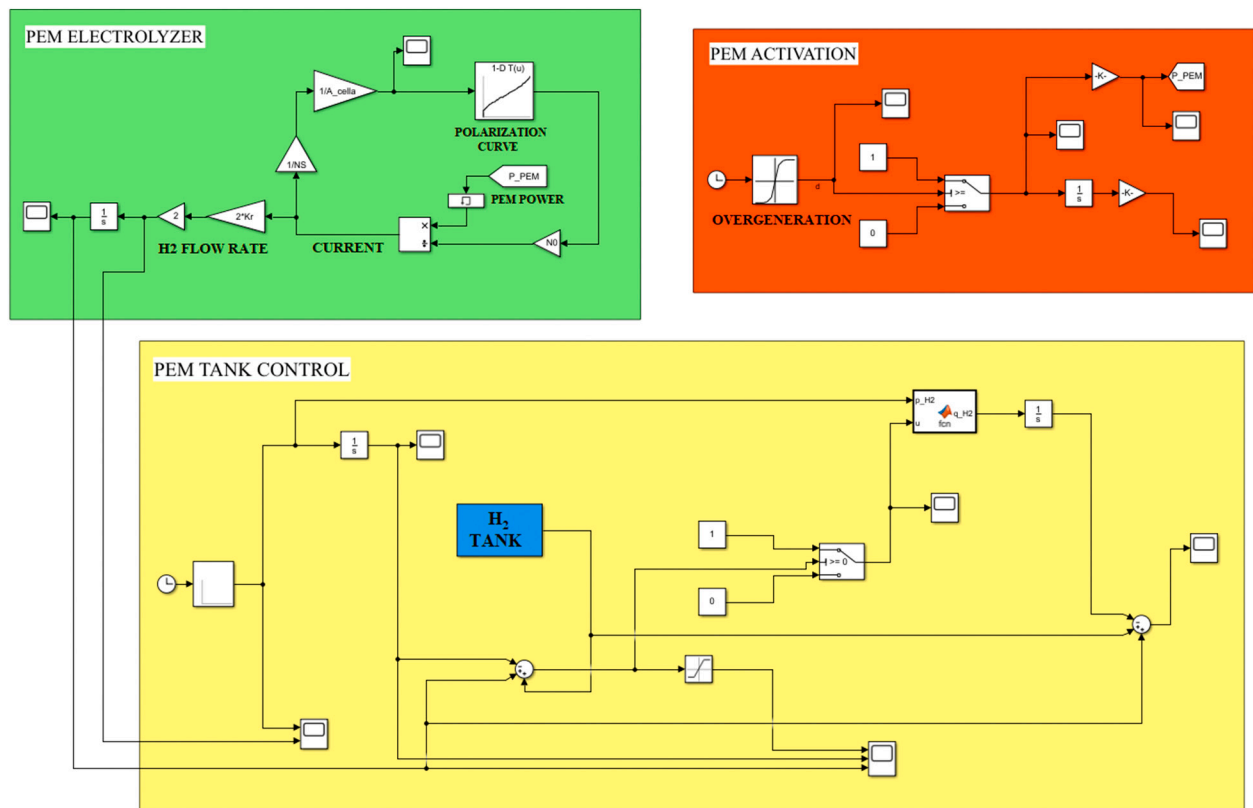 PEM ELECTROLYZER
1/A_cella
1-D T(u)
POLARIZATION
CURVE
1/NS
P_PEM
PEM POWER
1
s
2
2*Kr
×
÷
N0
H2 FLOW RATE
CURRENT
PEM ACTIVATION
-K-
P_PEM
1
>=
d
0
1
s
-K-
OVERGENERATION
PEM TANK CONTROL
p_H2
q_H2
u
fcn
1
s
1
s
H2
TANK
1
>= 0
0